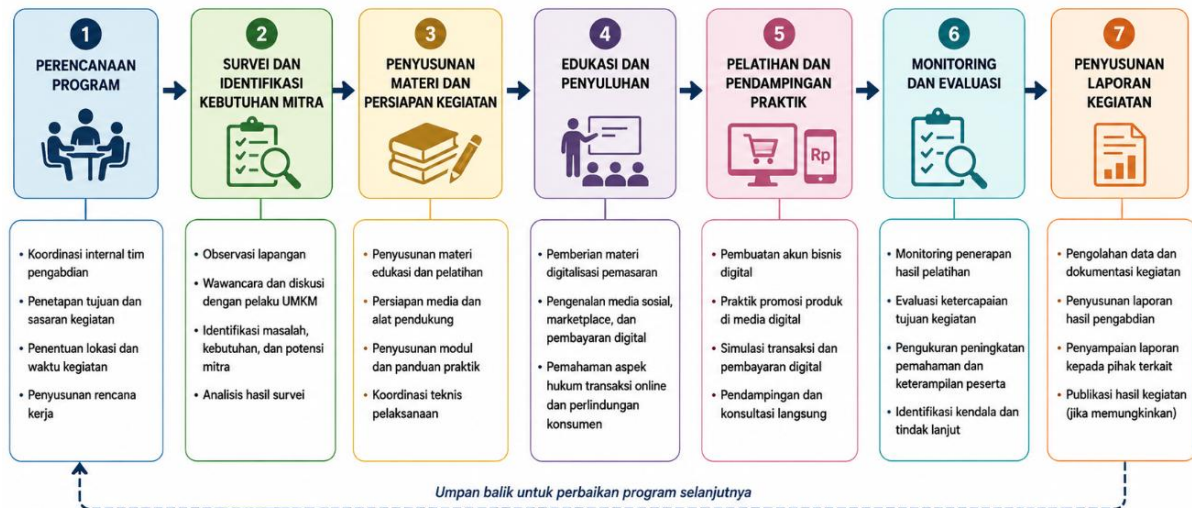 1
PERENCANAAN
PROGRAM
2
SURVEI DAN
IDENTIFIKASI
KEBUTUHAN MITRA
3
PENYUSUNAN
MATERI DAN
PERSIAPAN KEGIATAN
4
EDUKASI DAN
PENYULUHAN
5
PELATIHAN DAN
PENDAMPINGAN
PRAKTIK
Rp
6
MONITORING
DAN EVALUASI
7
PENYUSUNAN
LAPORAN
KEGIATAN
• Koordinasi internal tim
pengabdian
• Penetapan tujuan dan
sasaran kegiatan
• Penentuan lokasi dan
waktu kegiatan
• Penyusunan rencana
kerja
• Observasi lapangan
• Wawancara dan diskusi
dengan pelaku UMKM
• Identifikasi masalah,
kebutuhan, dan potensi
mitra
• Analisis hasil survei
• Penyusunan materi
edukasi dan pelatihan
• Persiapan media dan
alat pendukung
• Penyusunan modul
dan panduan praktik
• Koordinasi teknis
pelaksanaan
• Pemberian materi
digitalisasi pemasaran
• Pengenalan media sosial,
marketplace, dan
pembayaran digital
• Pemahaman aspek
hukum transaksi online
dan perlindungan
konsumen
• Pembuatan akun bisnis
digital
• Praktik promosi produk
di media digital
• Simulasi transaksi dan
pembayaran digital
• Pendampingan dan
konsultasi langsung
• Monitoring penerapan
hasil pelatihan
• Evaluasi ketercapaian
tujuan kegiatan
• Pengukuran peningkatan
pemahaman dan
keterampilan peserta
• Identifikasi kendala dan
tindak lanjut
• Pengolahan data dan
dokumentasi kegiatan
• Penyusunan laporan
hasil pengabdian
• Penyampaian laporan
kepada pihak terkait
• Publikasi hasil kegiatan
(jika memungkinkan)
Umpan balik untuk perbaikan program selanjutnya